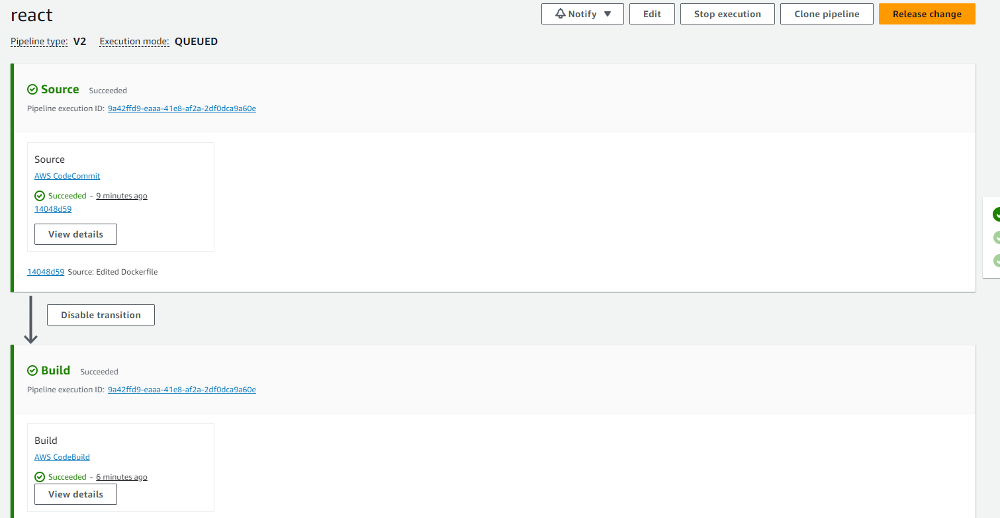 react
Notify
Edit
Stop execution
Clone pipeline
Release change
Pipeline type: V2 Execution mode: QUEUED
Source Succeeded
Pipeline execution ID: 9a42ffd9-eaaa-41e8-af2a-2df0dca9a60e
Source
AWS CodeCommit
Succeeded - 9 minutes ago
14048d59
View details
14048d59 Source: Edited Dockerfile
Disable transition
Build Succeeded
Pipeline execution ID: 9a42ffd9-eaaa-41e8-af2a-2df0dca9a60e
Build
AWS CodeBuild
Succeeded - 6 minutes ago
View details